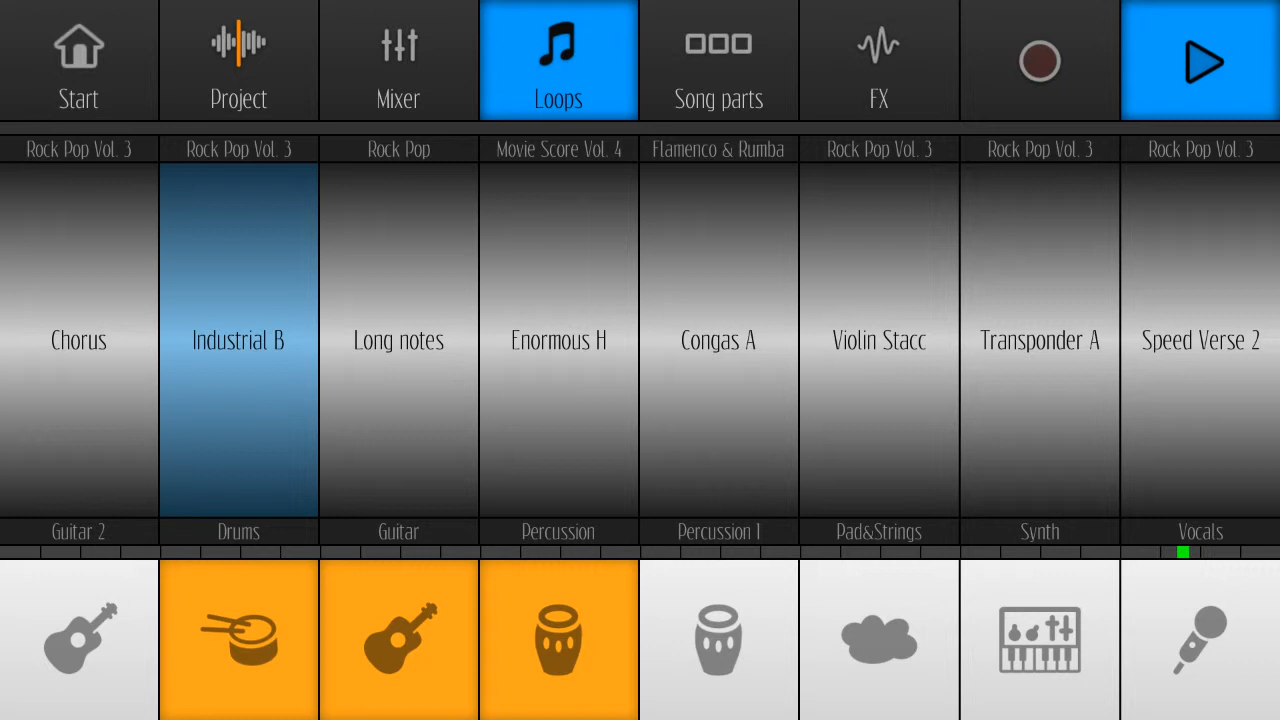 Start
Project
Mixer
Loops
Song parts
FX
Rock Pop Vol. 3
Rock Pop Vol. 3
Rock Pop
Movie Score Vol. 4
Flamenco & Rumba
Rock Pop Vol. 3
Rock Pop Vol. 3
Rock Pop Vol. 3
Chorus
Industrial B
Long notes
Enormous H
Congas A
Violin Stacc
Transponder A
Speed Verse 2
Guitar 2
Drums
Guitar
Percussion
Percussion 1
Pad&Strings
Synth
Vocals